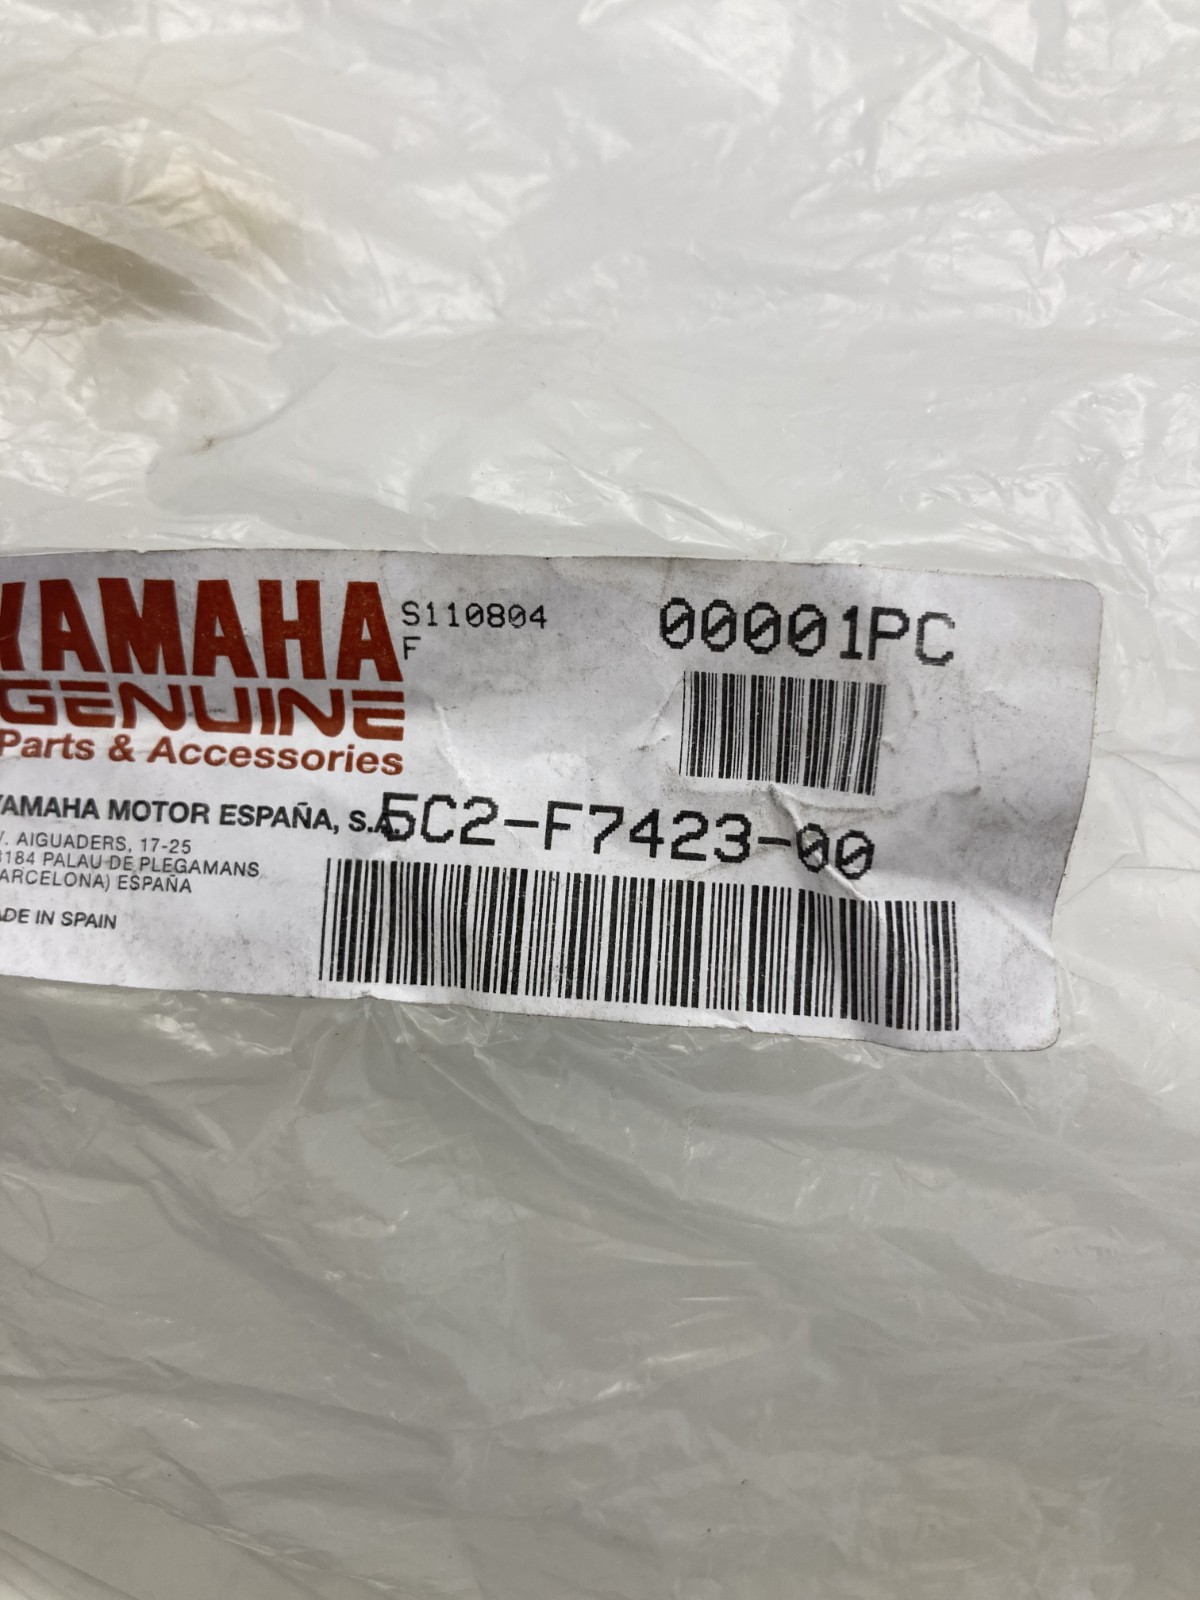 YAMAHA
GENUINE
Parts & Accessories
S110804
F
00001PC
YAMAHA MOTOR ESPAÑA, S.A.
5C2-F7423-00
AIGUADERS, 17-25
PALAU DE PLEGAMANS
ESPAÑA
IN SPAIN